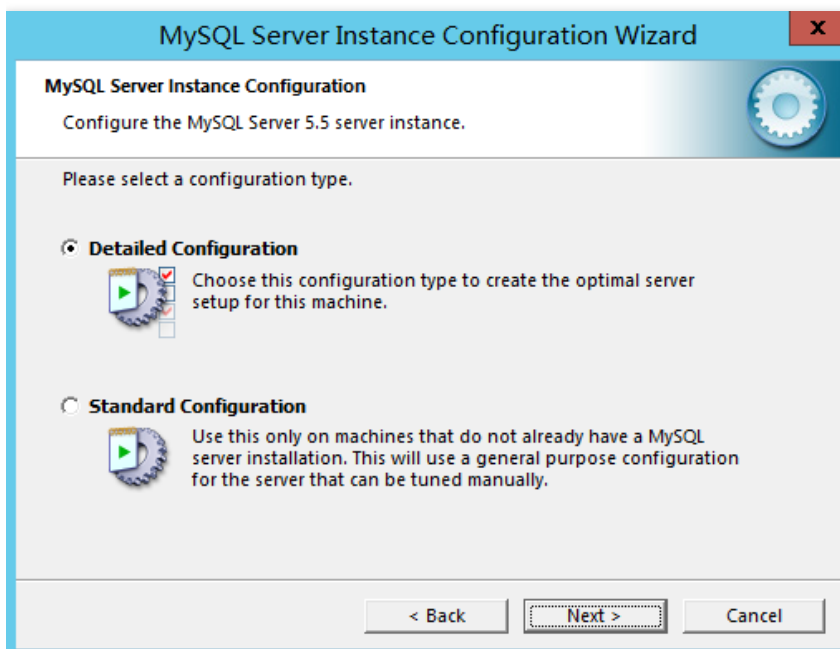 MySQL Server Instance Configuration Wizard
x
MySQL Server Instance Configuration
Configure the MySQL Server 5.5 server instance.
Please select a configuration type.
Detailed Configuration
Choose this configuration type to create the optimal server
setup for this machine.
Standard Configuration
Use this only on machines that do not already have a MySQL
server installation. This will use a general purpose configuration
for the server that can be tuned manually.
< Back
Next >
Cancel